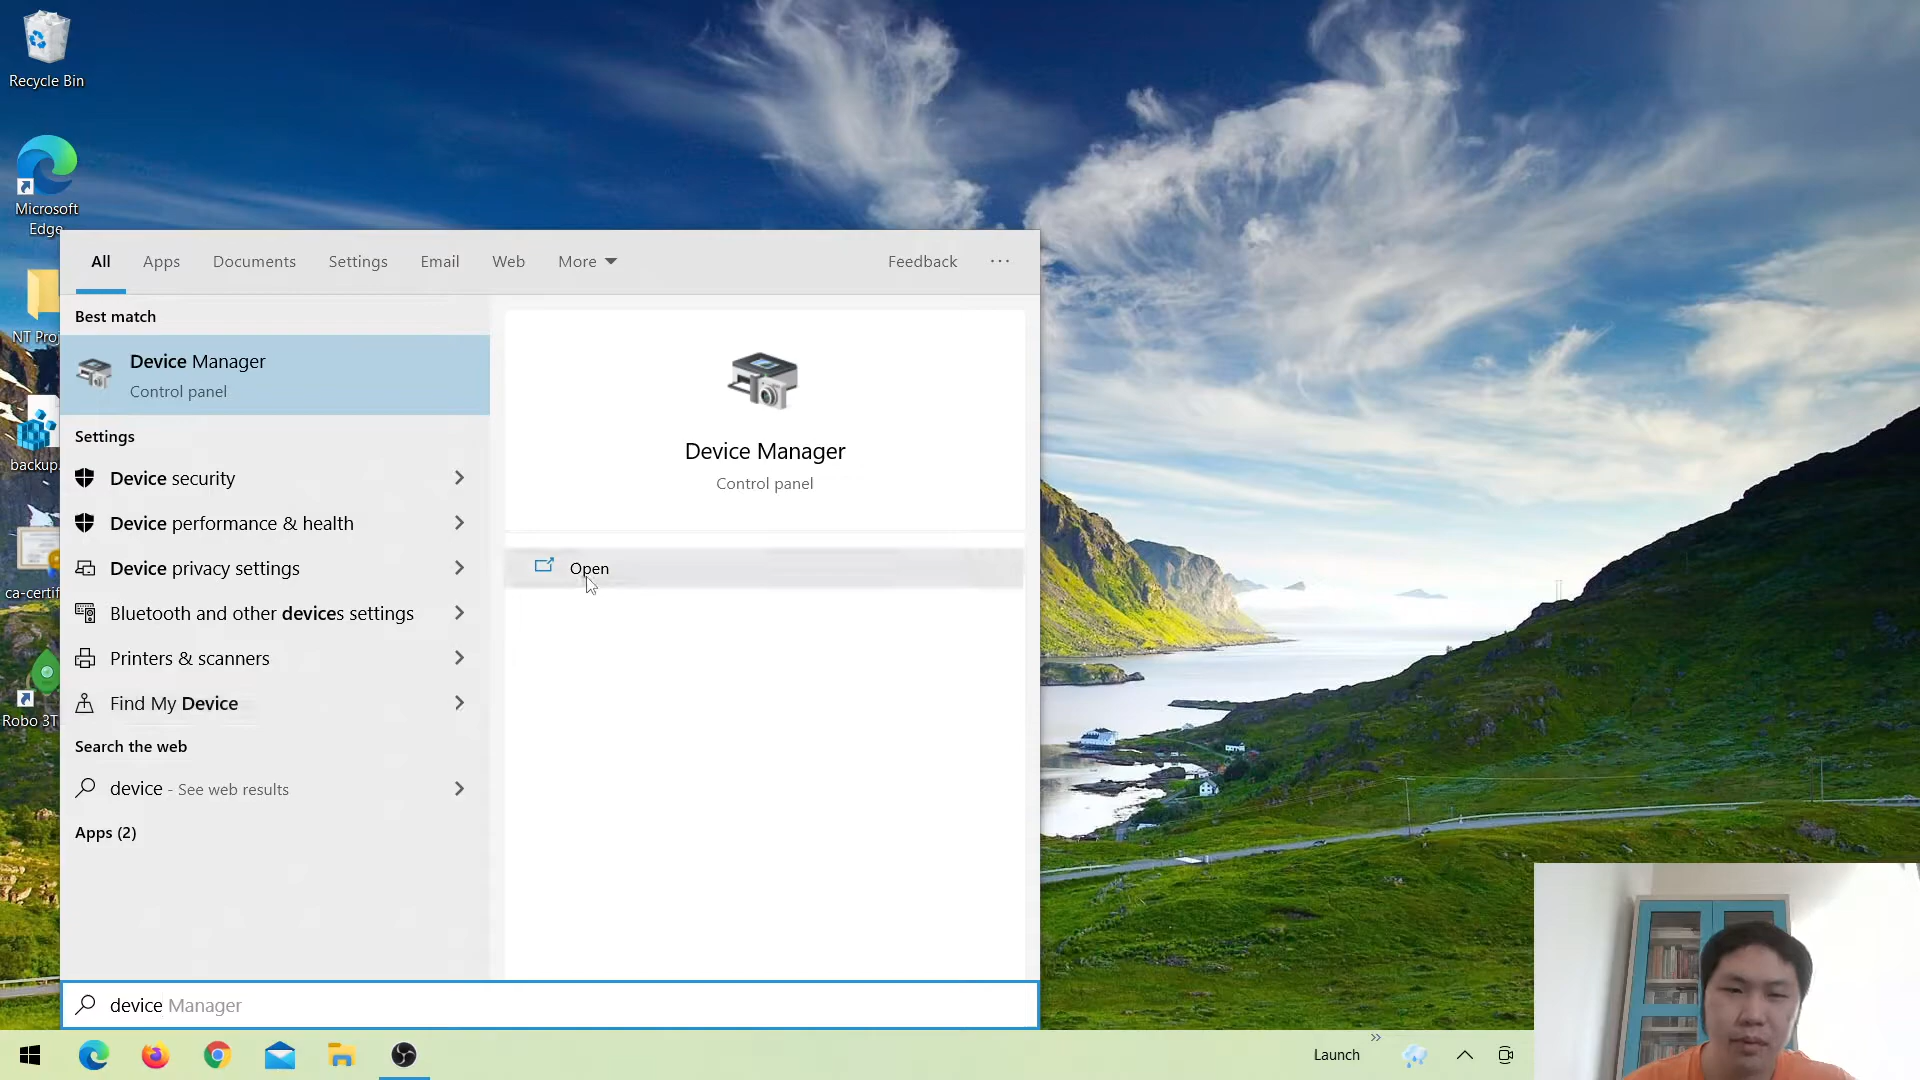 Recycle Bin
Microsoft
Edge
NT Proj
backup.
ca-certif
Robo 3T
All
Apps
Documents
Settings
Email
Web
More
Feedback
Best match
Device Manager
Control panel
Settings
Device security
Device performance & health
Device privacy settings
Bluetooth and other devices settings
Printers & scanners
Find My Device
Search the web
device - See web results
Apps (2)
Device Manager
Control panel
Open
device Manager
Launch